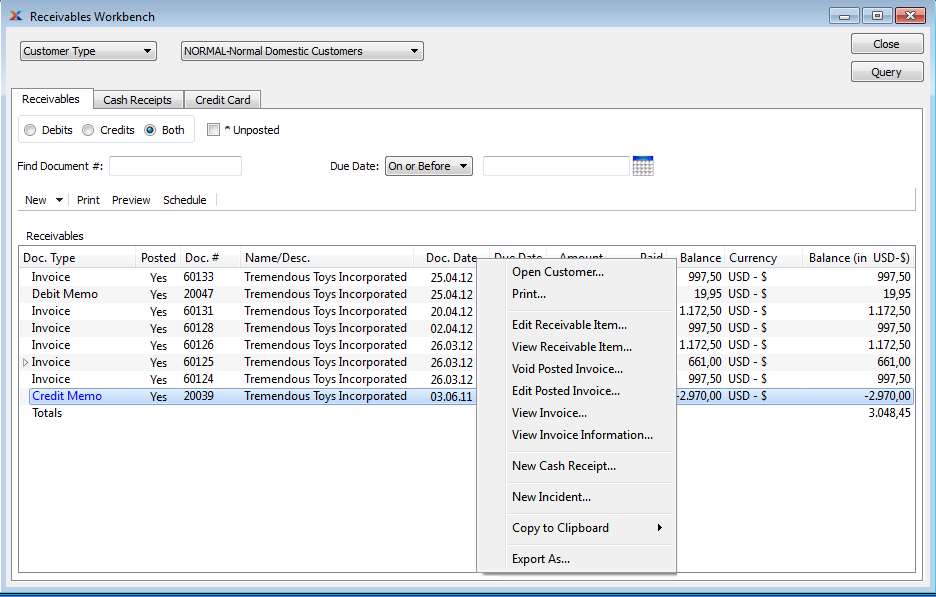 Receivables Workbench
Customer Type NORMAL-Normal Domestic Customers Close
Query
Receivables Cash Receipts Credit Card
Debits Credits Both ^ Unposted
Find Document #: Due Date: On or Before
New Print Preview Schedule
Receivables
Doc. Type Posted Doc. # Name/Desc. Doc. Date Due Date Amount Paid Balance Currency Balance (in USD-$)
Invoice Yes 60133 Tremendous Toys Incorporated 25.04.12 997,50 USD - $ 997,50
Debit Memo Yes 20047 Tremendous Toys Incorporated 25.04.12 19,95 USD - $ 19,95
Invoice Yes 60131 Tremendous Toys Incorporated 20.04.12 1.172,50 USD - $ 1.172,50
Invoice Yes 60128 Tremendous Toys Incorporated 02.04.12 997,50 USD - $ 997,50
Invoice Yes 60126 Tremendous Toys Incorporated 26.03.12 1.172,50 USD - $ 1.172,50
Invoice Yes 60125 Tremendous Toys Incorporated 26.03.12 661,00 USD - $ 661,00
Invoice Yes 60124 Tremendous Toys Incorporated 26.03.12 997,50 USD - $ 997,50
Credit Memo Yes 20039 Tremendous Toys Incorporated 03.06.11 -2.970,00 USD - $ -2.970,00
Totals 3.048,45
Open Customer...
Print...
Edit Receivable Item...
View Receivable Item...
Void Posted Invoice...
Edit Posted Invoice...
View Invoice...
View Invoice Information...
New Cash Receipt...
New Incident...
Copy to Clipboard
Export As...